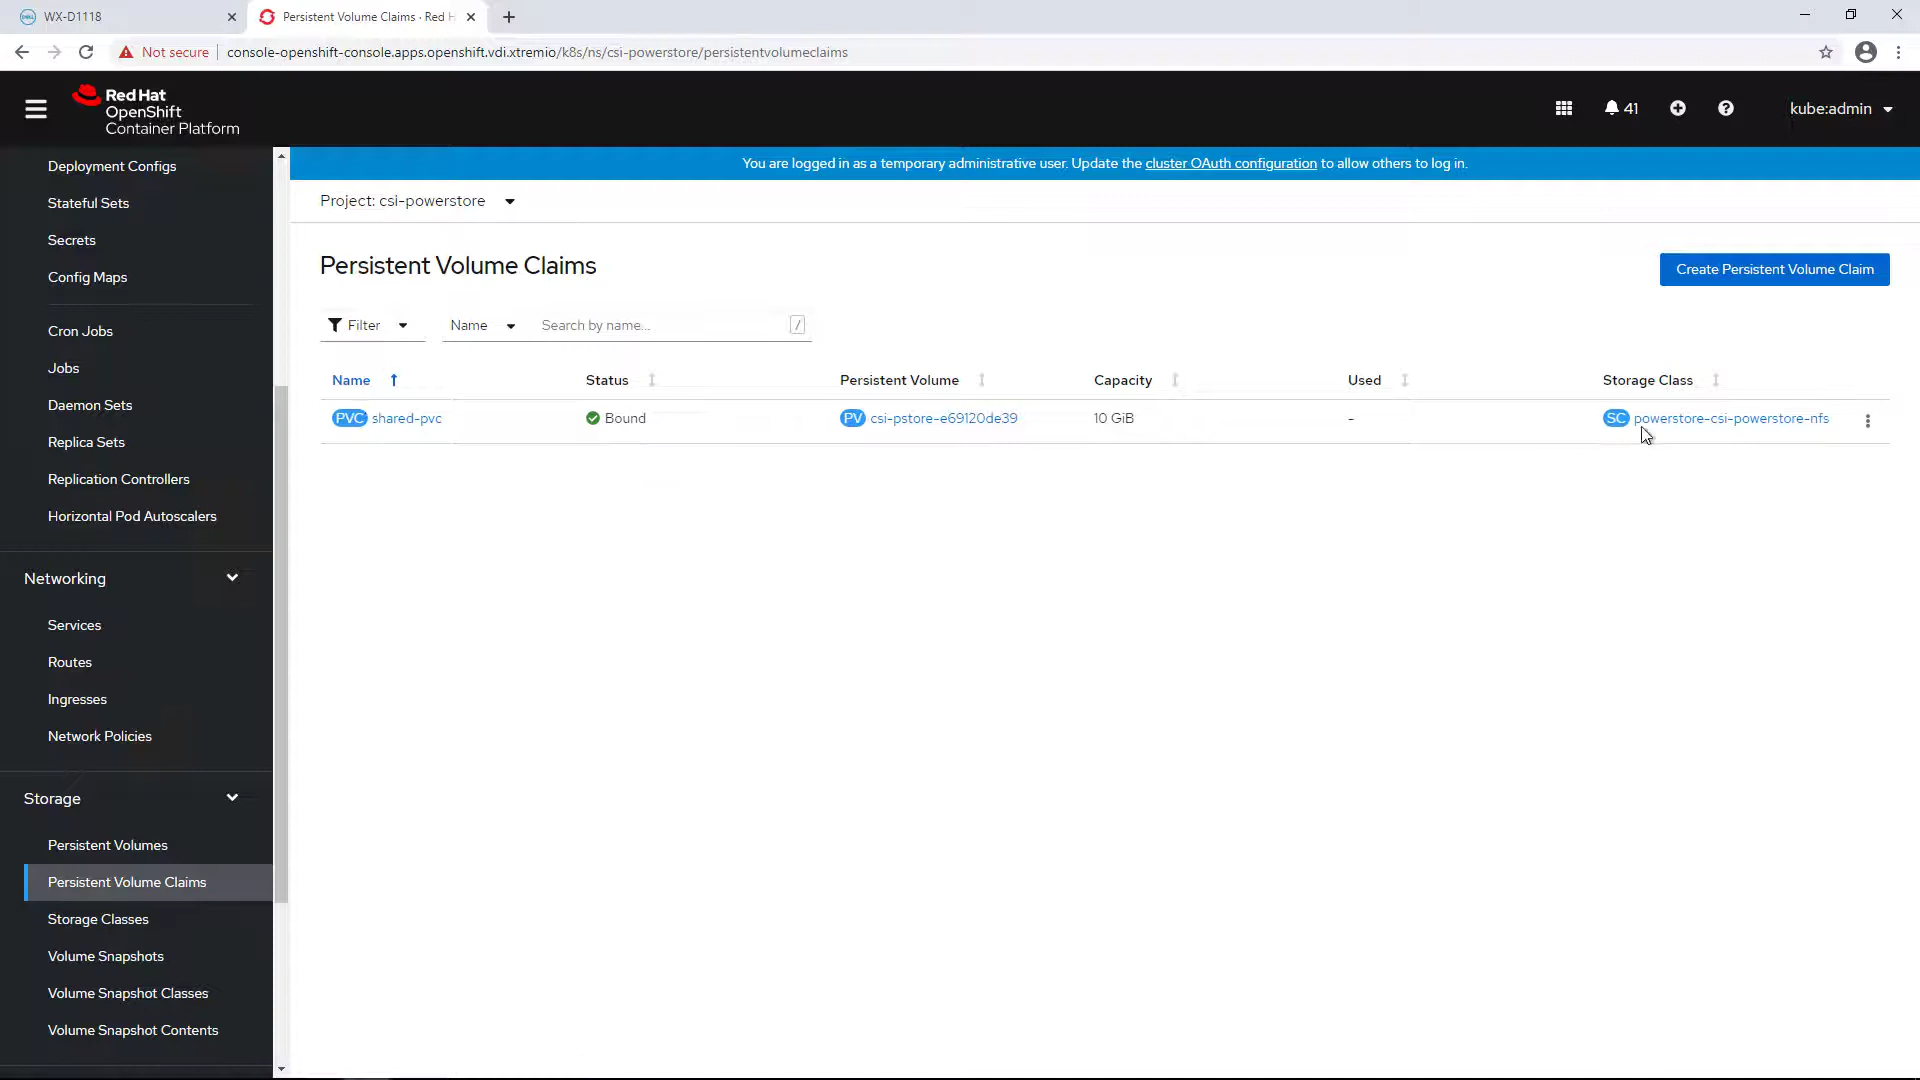 WX-D1118
Persistent Volume Claims · Red H
Not secure
console-openshift-console.apps.openshift.vdi.xtremio/k8s/ns/csi-powerstore/persistentvolumeclaims
Red Hat
OpenShift
Container Platform
41
kube:admin
Deployment Configs
Stateful Sets
Secrets
Config Maps
Cron Jobs
Jobs
Daemon Sets
Replica Sets
Replication Controllers
Horizontal Pod Autoscalers
Networking
Services
Routes
Ingresses
Network Policies
Storage
Persistent Volumes
Persistent Volume Claims
Storage Classes
Volume Snapshots
Volume Snapshot Classes
Volume Snapshot Contents
You are logged in as a temporary administrative user. Update the cluster OAuth configuration to allow others to log in.
Project: csi-powerstore
Persistent Volume Claims
Create Persistent Volume Claim
Filter Name Search by name... /
Name Status Persistent Volume Capacity Used Storage Class
PVC shared-pvc Bound PV csi-pstore-e69120de39 10 GiB - SC powerstore-csi-powerstore-nfs